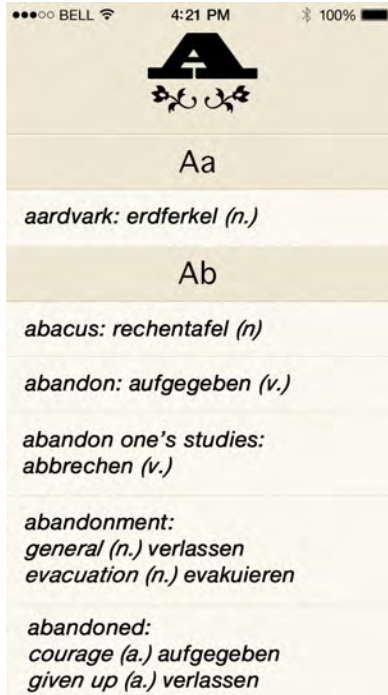 BELL 4:21 PM 100%
A
Aa
aardvark: erdferkel (n.)
Ab
abacus: rechentafel (n)
abandon: aufgegeben (v.)
abandon one's studies:
abbrechen (v.)
abandonment:
general (n.) verlassen
evacuation (n.) evakuieren
abandoned:
courage (a.) aufgegeben
given up (a.) verlassen